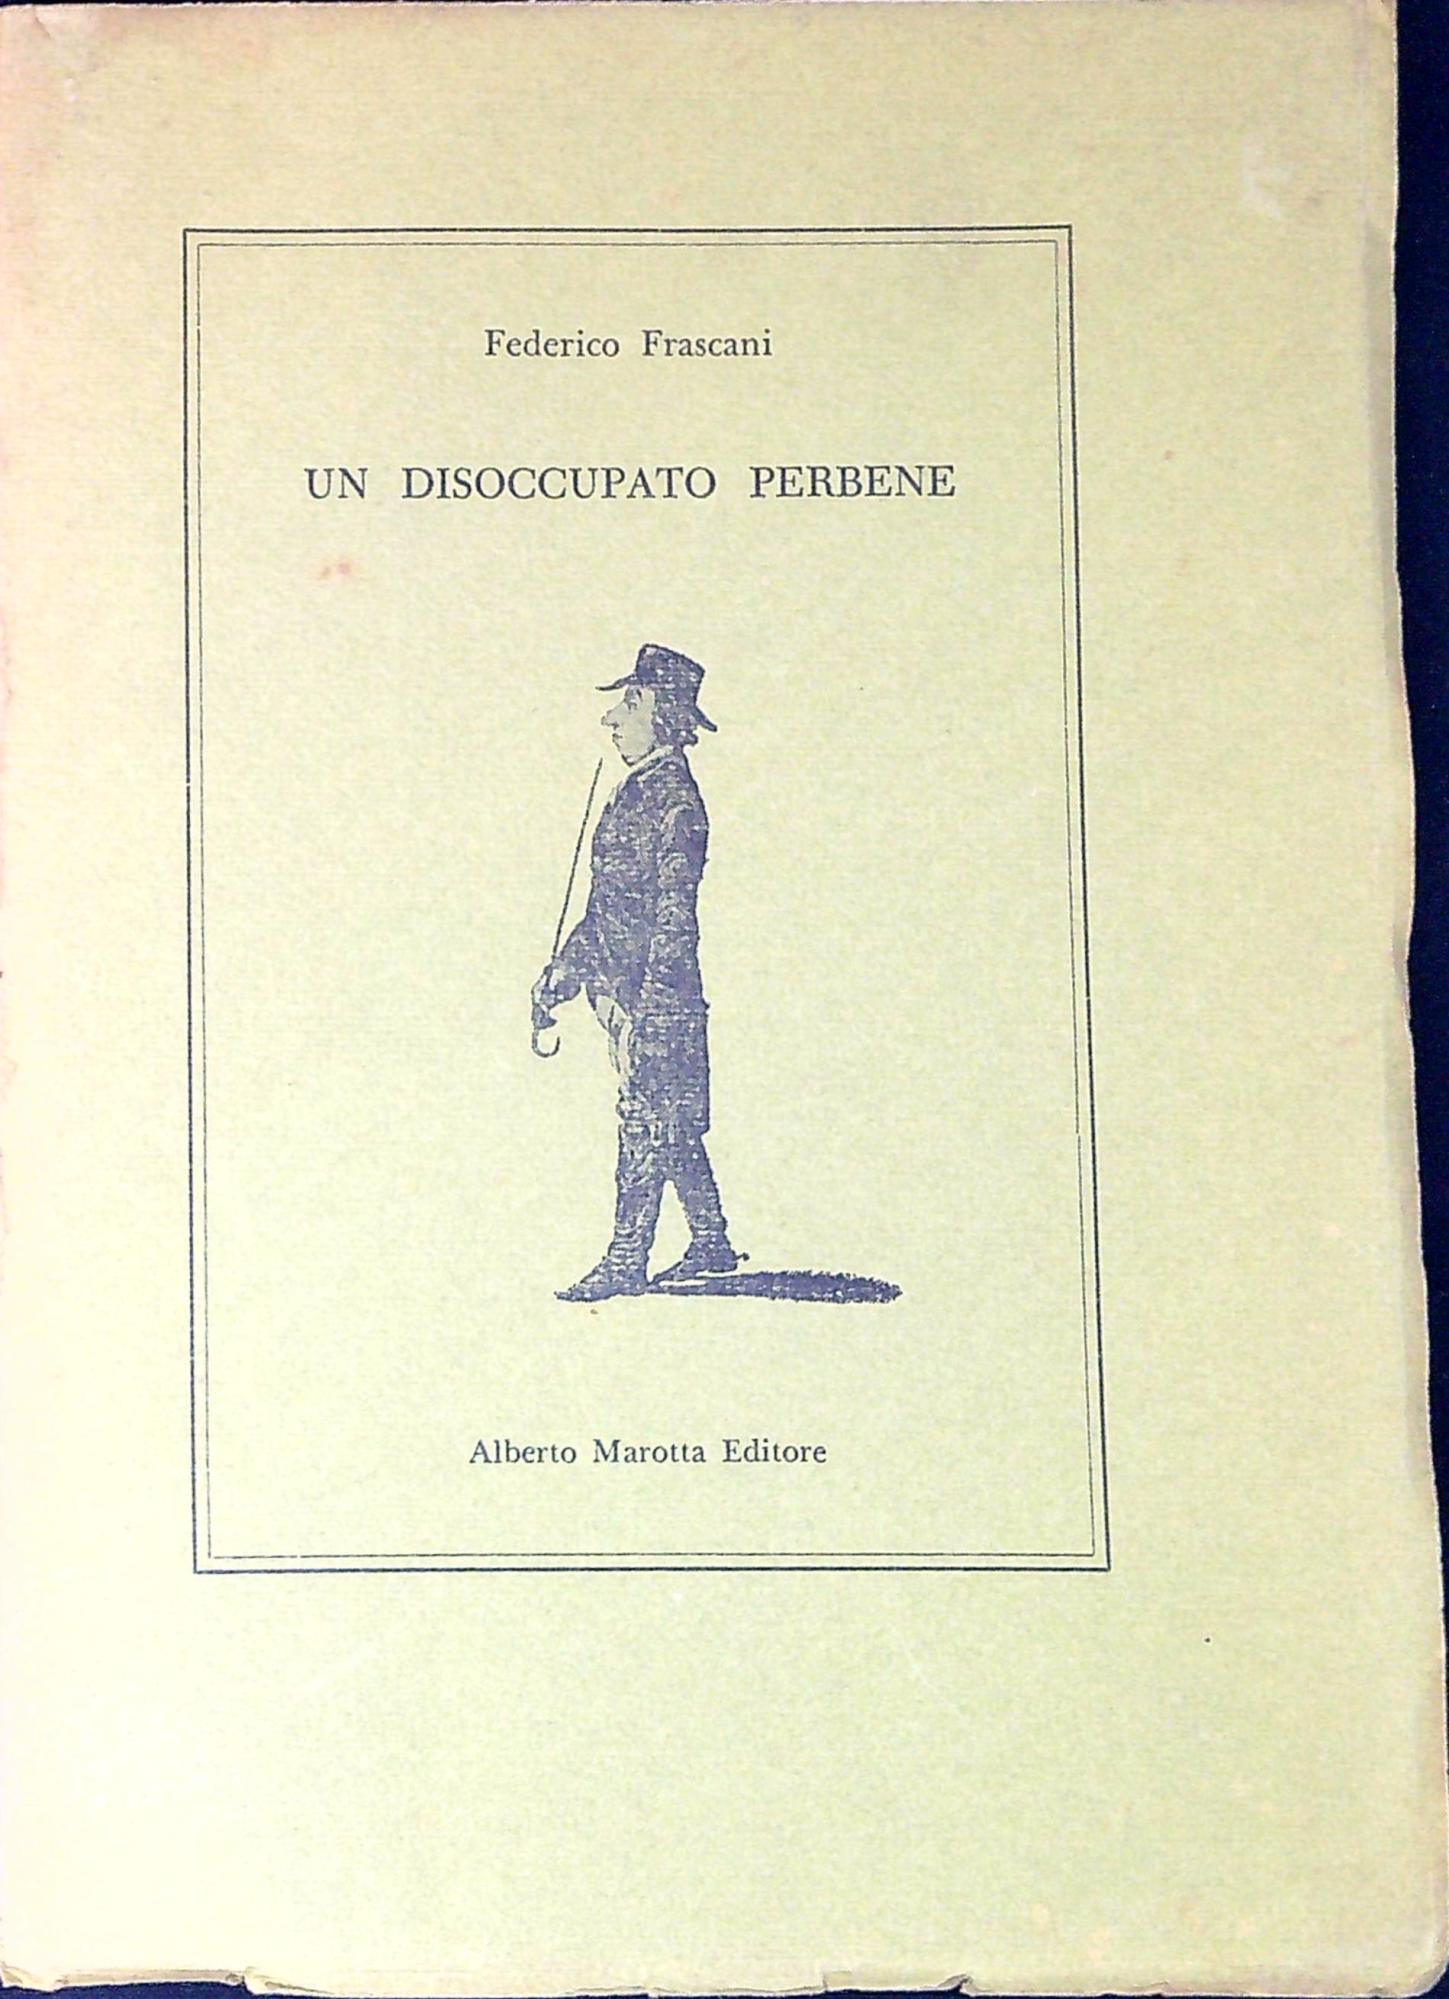 Federico Frascani
UN DISOCCUPATO PERBENE
Alberto Marotta Editore